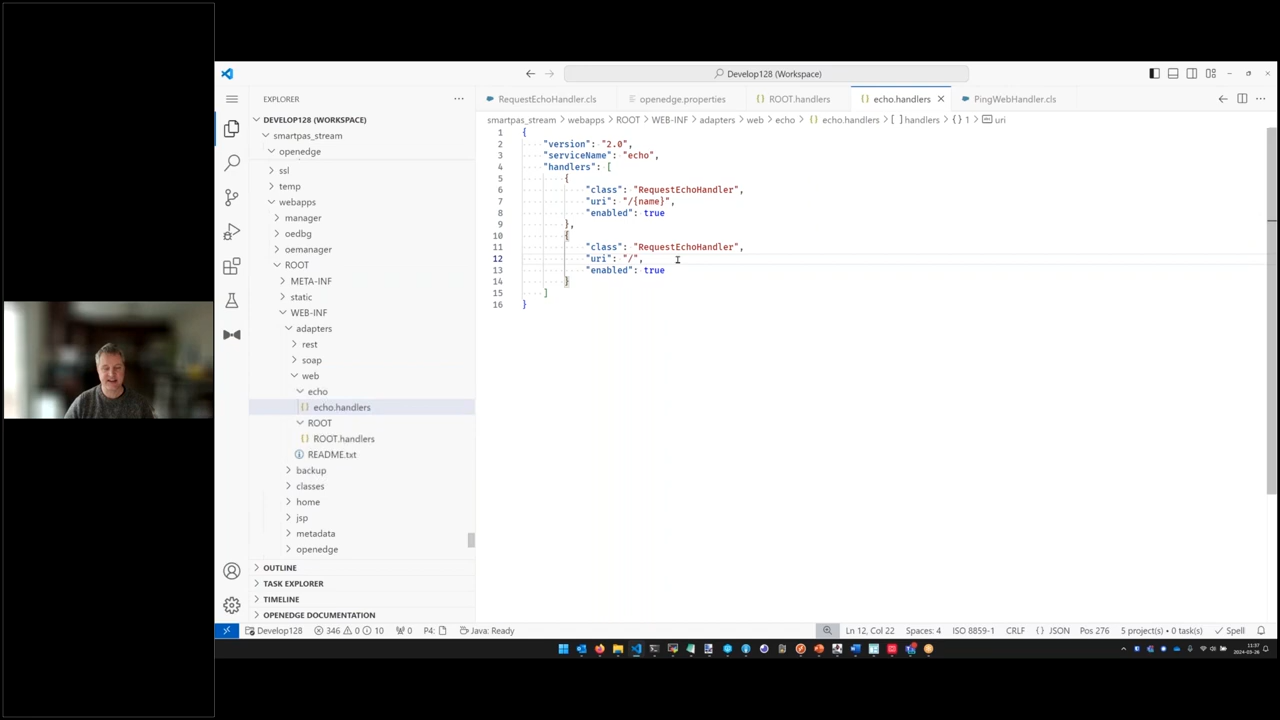 Develop128 (Workspace)
EXPLORER
RequestEchoHandler.cls
openedge.properties
ROOT.handlers
echo.handlers
PingWebHandler.cls
DEVELOP128 (WORKSPACE)
smartpas_stream > webapps > ROOT > WEB-INF > adapters > web > echo > {} echo.handlers > [ ] handlers > {} 1 > uri
smartpas_stream
openedge
ssl
temp
webapps
manager
oedbg
oemanager
ROOT
META-INF
static
WEB-INF
adapters
rest
soap
web
echo
{} echo.handlers
ROOT
{} ROOT.handlers
README.txt
backup
classes
home
jsp
metadata
openedge
OUTLINE
TASK EXPLORER
TIMELINE
OPENEDGE DOCUMENTATION
1 {
2 "version": "2.0",
3 "serviceName": "echo",
4 "handlers": [
5 {
6 "class": "RequestEchoHandler",
7 "uri": "/{name}",
8 "enabled": true
9 },
10 {
11 "class": "RequestEchoHandler",
12 "uri": "/",
13 "enabled": true
14 }
15 ]
16 }
Develop128 346 0 10 0 P4: Java: Ready Ln 12, Col 22 Spaces: 4 ISO 8859-1 CRLF {} JSON Pos 276 5 project(s) • 0 task(s) Spell
11:37
2024-03-26